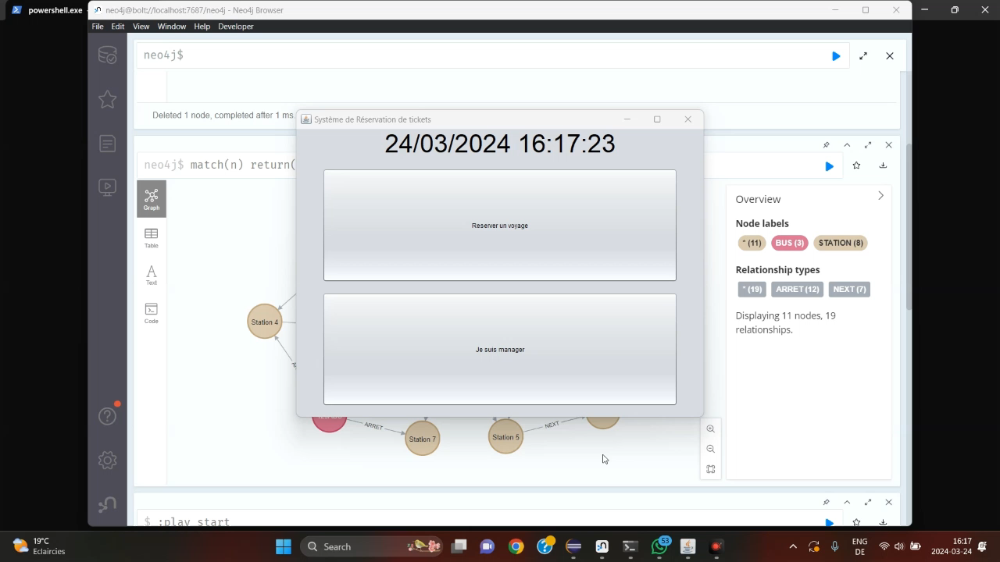 powershell.exe
neo4j@bolt://localhost:7687/neo4j - Neo4j Browser
File Edit View Window Help Developer
neo4j$
Deleted 1 node, completed after 1 ms
Système de Réservation de tickets
24/03/2024 16:17:23
neo4j$ match(n) return(
Reserver un voyage
Je suis manager
Graph
Table
Text
Code
Station 4
ARRET
Station 7
Station 5
NEXT
Overview
Node labels
* (11) BUS (3) STATION (8)
Relationship types
* (19) ARRET (12) NEXT (7)
Displaying 11 nodes, 19
relationships.
$ :play start
19°C
Eclaircies
Search
53
ENG
DE
16:17
2024-03-24